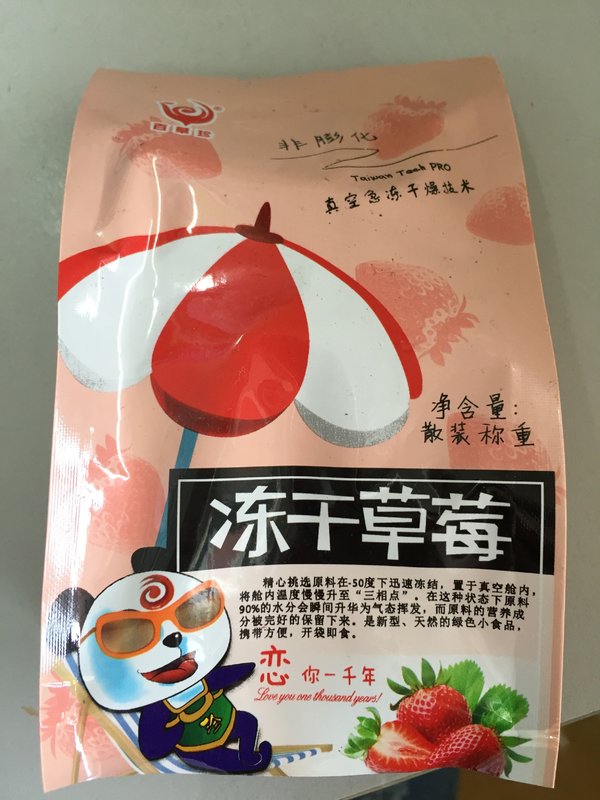 百草珍®
非膨化
Taiwan Tech PRO
真空急冻干燥技术
净含量:
散装称重
冻干草莓
精心挑选原料在-50度下迅速冻结，置于真空舱内，
将舱内温度慢慢升至“三相点”。在这种状态下原料
90%的水分会瞬间升华为气态挥发，而原料的营养成
分被完好的保留下来。是新型、天然的绿色小食品，
携带方便，开袋即食。
恋你一千年
Love you one thousand years!